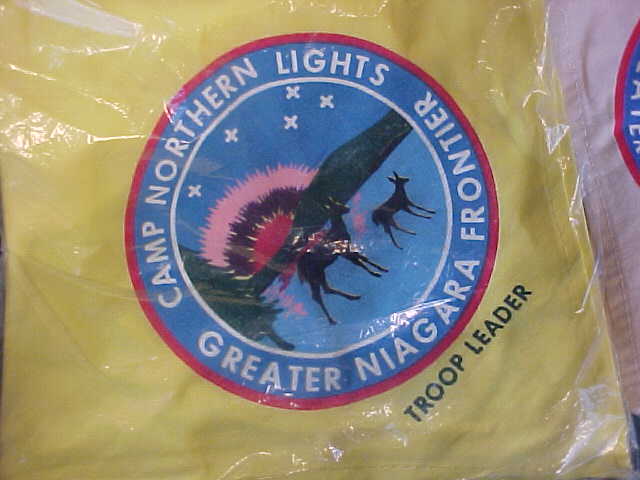 CAMP NORTHERN LIGHTS
GREATER NIAGARA FRONTIER
TROOP LEADER